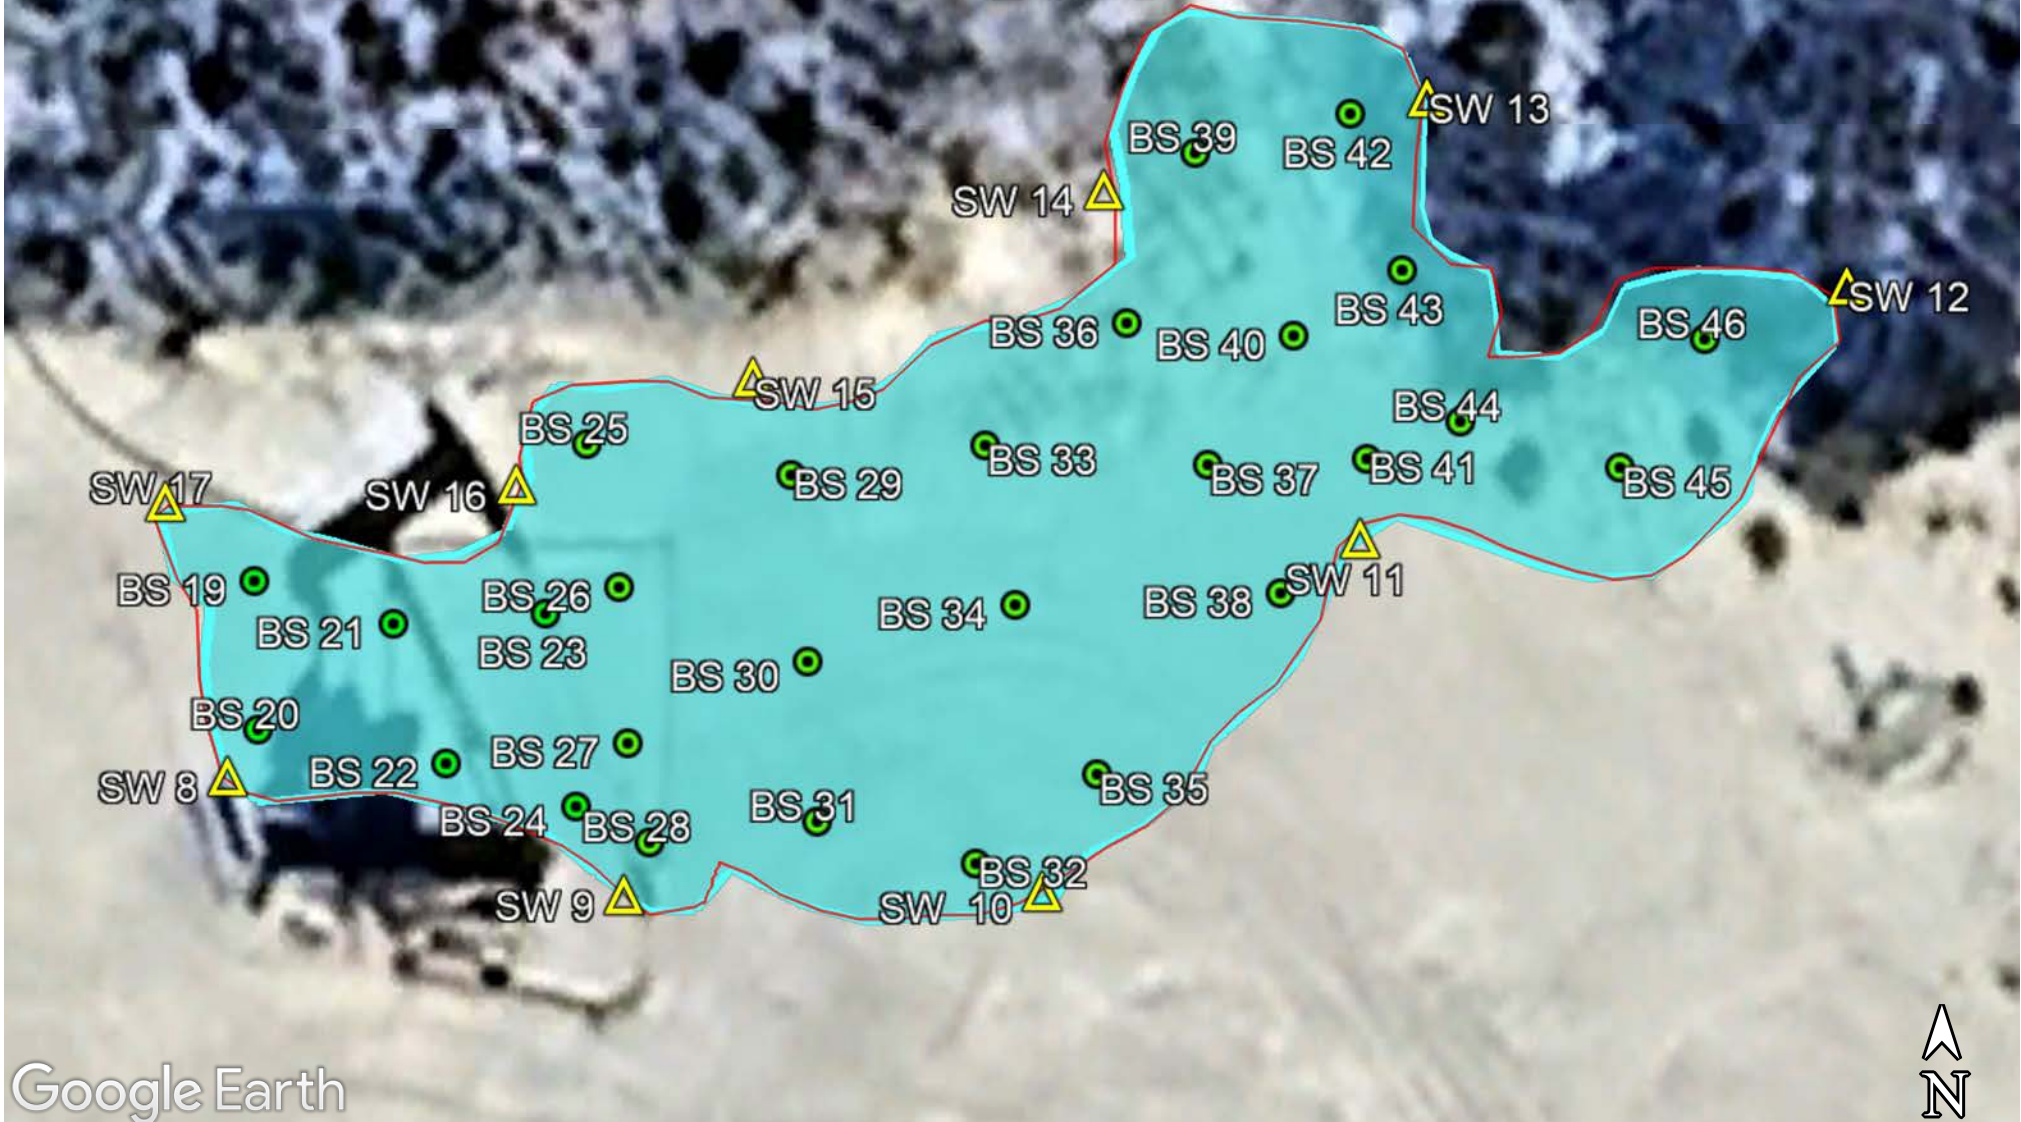 SW 13
BS 39
BS 42
SW 14
SW 12
BS 43
BS 46
BS 36
BS 40
SW 15
BS 44
BS 25
BS 33
BS 41
BS 37
BS 29
BS 45
SW 17
SW 16
SW 11
BS 19
BS 26
BS 38
BS 34
BS 21
BS 23
BS 30
BS 20
BS 27
BS 22
SW 8
BS 35
BS 31
BS 24
BS 28
BS 32
SW 9
SW 10
Google Earth
N